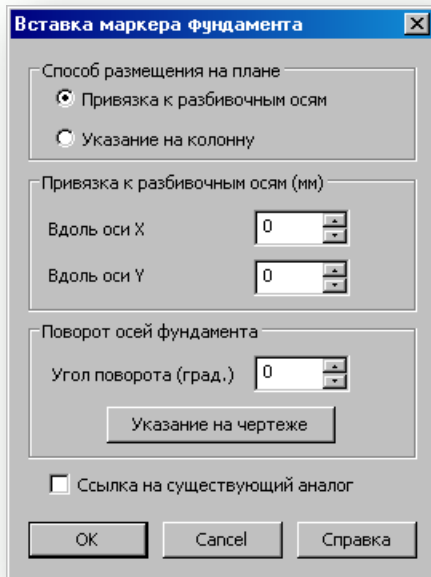 Вставка маркера фундамента
Способ размещения на плане
Привязка к разбивочным осям
Указание на колонну
Привязка к разбивочным осям (мм)
Вдоль оси X 0
Вдоль оси Y 0
Поворот осей фундамента
Угол поворота (град.) 0
Указание на чертеже
Ссылка на существующий аналог
OK Cancel Справка